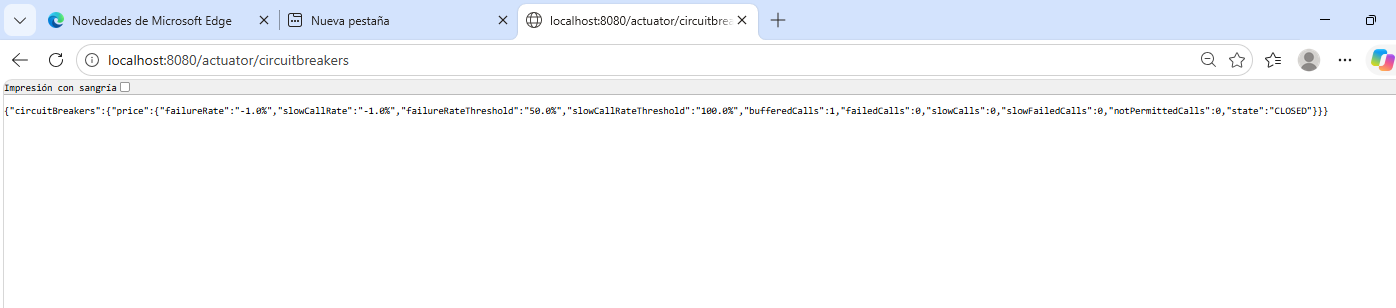 Novedades de Microsoft Edge
Nueva pestaña
localhost:8080/actuator/circuitbrea
localhost:8080/actuator/circuitbreakers
Impresión con sangría
{"circuitBreakers":{"price":{"failureRate":"-1.0%","slowCallRate":"-1.0%","failureRateThreshold":"50.0%","slowCallRateThreshold":"100.0%","bufferedCalls":1,"failedCalls":0,"slowCalls":0,"slowFailedCalls":0,"notPermittedCalls":0,"state":"CLOSED"}}}